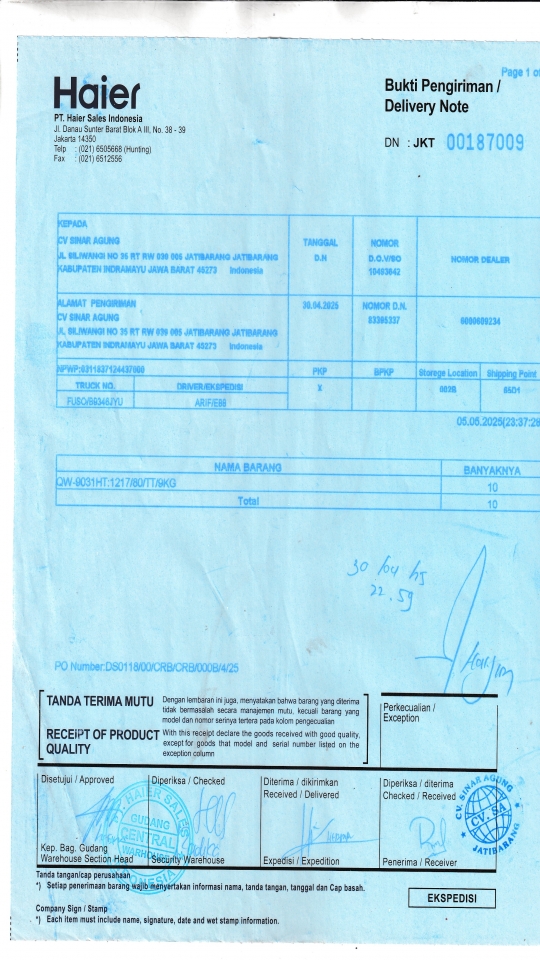 Page 1 of
Haier
Bukti Pengiriman /
Delivery Note
PT. Haier Sales Indonesia
Jl. Danau Sunter Barat Blok A III, No. 38 - 39
Jakarta 14350
Telp : (021) 6505668 (Hunting)
Fax : (021) 6512556
DN : JKT 00187009
KEPADA
CV SINAR AGUNG
JL SILIWANGI NO 35 RT RW 030 005 JATIBARANG JATIBARANG
KABUPATEN INDRAMAYU JAWA BARAT 45273 Indonesia
TANGGAL
D.N
NOMOR
D.O.V/SO
10493842
NOMOR DEALER
ALAMAT PENGIRIMAN
CV SINAR AGUNG
JL SILIWANGI NO 35 RT RW 030 005 JATIBARANG JATIBARANG
KABUPATEN INDRAMAYU JAWA BARAT 45273 Indonesia
30.04.2025
NOMOR D.N.
83395337
NPWP:0311837124437000
PKP BPKP Storage Location Shipping Point
TRUCK NO. DRIVER/EKSPEDISI X 002B 65D1
05.05.2025(23:37:28
NAMA BARANG BANYAKNYA
QW-9031HT:1217/80/TT/9KG 10
Total 10
30/04/25
22.59
PO Number:DS0118/00/CRB/CRB/000B/4/25
TANDA TERIMA MUTU
Dengan lembaran ini juga, menyatakan bahwa barang yang diterima
tidak bermasalah secara manajemen mutu, kecuali barang yang
model dan nomor serinya tertera pada kolom pengecualian
RECEIPT OF PRODUCT
QUALITY
With this receipt declare the goods received with good quality,
except for goods that model and serial number listed on the
exception column
Perkecualian /
Exception
Disetujui / Approved
Diperiksa / Checked
Diterima / dikirimkan
Received / Delivered
Diperiksa / diterima
Checked / Received
HAIER SALES
GUDANG
CENTRAL
WAREHOUSE
INDONESIA
CV. SINAR AGUNG
CV. SA
JATIBARANG
Kep. Bag. Gudang
Warehouse Section Head
Security Warehouse
Expedisi / Expedition
Penerima / Receiver
Tanda tangan/cap perusahaan
*) Setiap penerimaan barang wajib menyertakan informasi nama, tanda tangan, tanggal dan Cap basah.
EKSPEDISI
Company Sign / Stamp
*) Each item must include name, signature, date and wet stamp information.